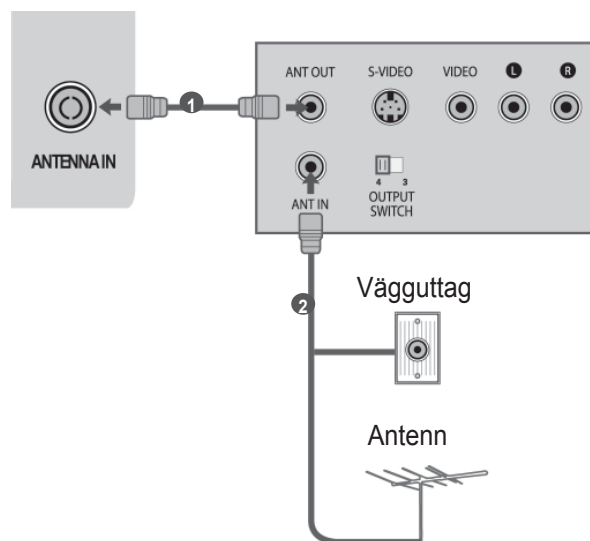 ANT OUT S-VIDEO VIDEO L R
1
ANTENNA IN
4 3
ANT IN OUTPUT
SWITCH
2
Vägguttag
Antenn